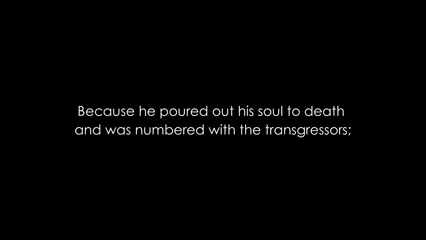 Because he poured out his soul to death
and was numbered with the transgressors;